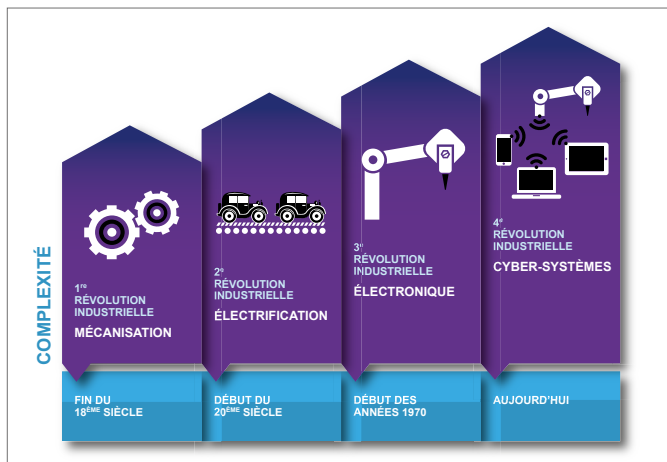 COMPLEXITÉ
1re
RÉVOLUTION
INDUSTRIELLE
MÉCANISATION
2e
RÉVOLUTION
INDUSTRIELLE
ÉLECTRIFICATION
3e
RÉVOLUTION
INDUSTRIELLE
ÉLECTRONIQUE
4e
RÉVOLUTION
INDUSTRIELLE
CYBER-SYSTÈMES
FIN DU
18ÈME SIÈCLE
DÉBUT DU
20ÈME SIÈCLE
DÉBUT DES
ANNÉES 1970
AUJOURD'HUI